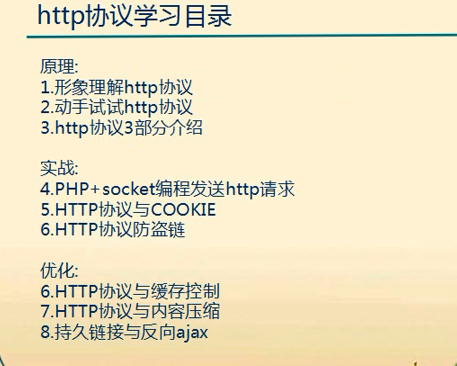 http协议学习目录
原理:
1.形象理解http协议
2.动手试试http协议
3.http协议3部分介绍
实战:
4.PHP+socket编程发送http请求
5.HTTP协议与COOKIE
6.HTTP协议防盗链
优化:
6.HTTP协议与缓存控制
7.HTTP协议与内容压缩
8.持久链接与反向ajax